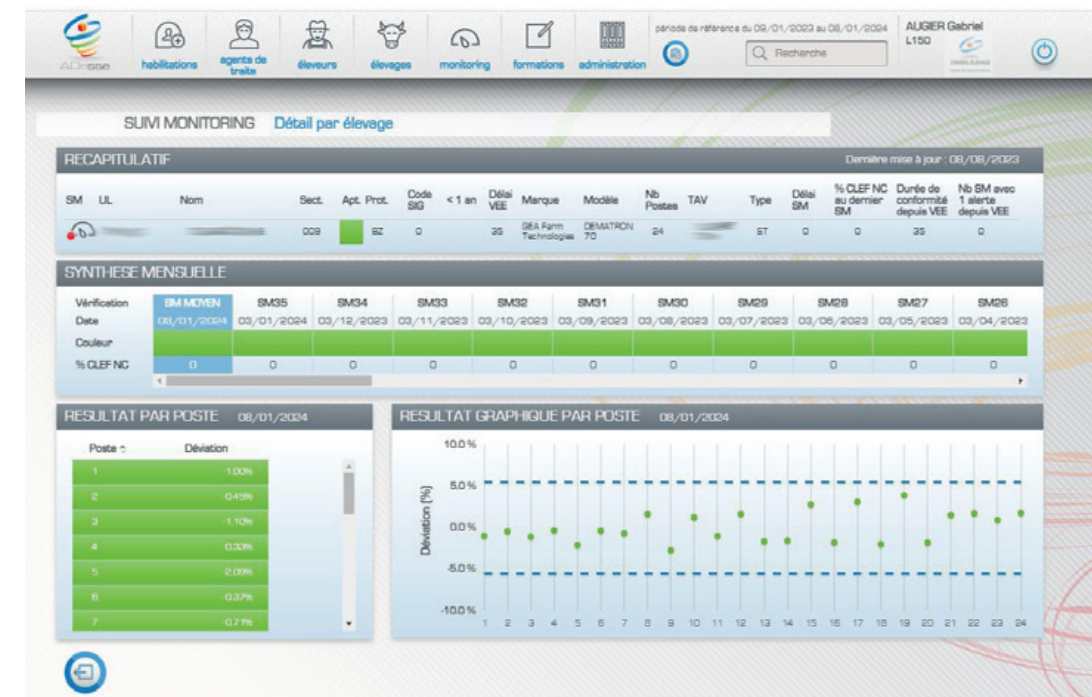 période de référence du 09/01/2023 au 08/01/2024
AUGIER Gabriel
L150
Recherche
ADresse
habilitations
agents de traite
éleveurs
élevages
monitoring
formations
administration
SUIVI MONITORING Détail par élevage
RECAPITULATIF Dernière mise à jour : 08/08/2023
SM UL Nom Sect. Apt. Prot. Code SIG < 1 an Délai VEE Marque Modèle Nb Postes TAV Type Délai SM % CLEF NC au dernier SM Durée de conformité depuis VEE Nb SM avec 1 alerte depuis VEE
009 BZ 0 35 GEA Farm Technologies DEMATRON 70 24 ST 0 0 35 0
SYNTHESE MENSUELLE
Vérification SM MOYEN SM35 SM34 SM33 SM32 SM31 SM30 SM29 SM28 SM27 SM26
Date 08/01/2024 03/01/2024 03/12/2023 03/11/2023 03/10/2023 03/09/2023 03/08/2023 03/07/2023 03/06/2023 03/05/2023 03/04/2023
Couleur
% CLEF NC 0 0 0 0 0 0 0 0 0 0 0
RESULTAT PAR POSTE 08/01/2024
Poste Déviation
1 -1.00%
2 -0.45%
3 -1.10%
4 -0.33%
5 -2.09%
6 -0.37%
7 -0.71%
RESULTAT GRAPHIQUE PAR POSTE 08/01/2024
Déviation [%]
10.0 %
5.0 %
0.0 %
-5.0 %
-10.0 %
1 2 3 4 5 6 7 8 9 10 11 12 13 14 15 16 17 18 19 20 21 22 23 24